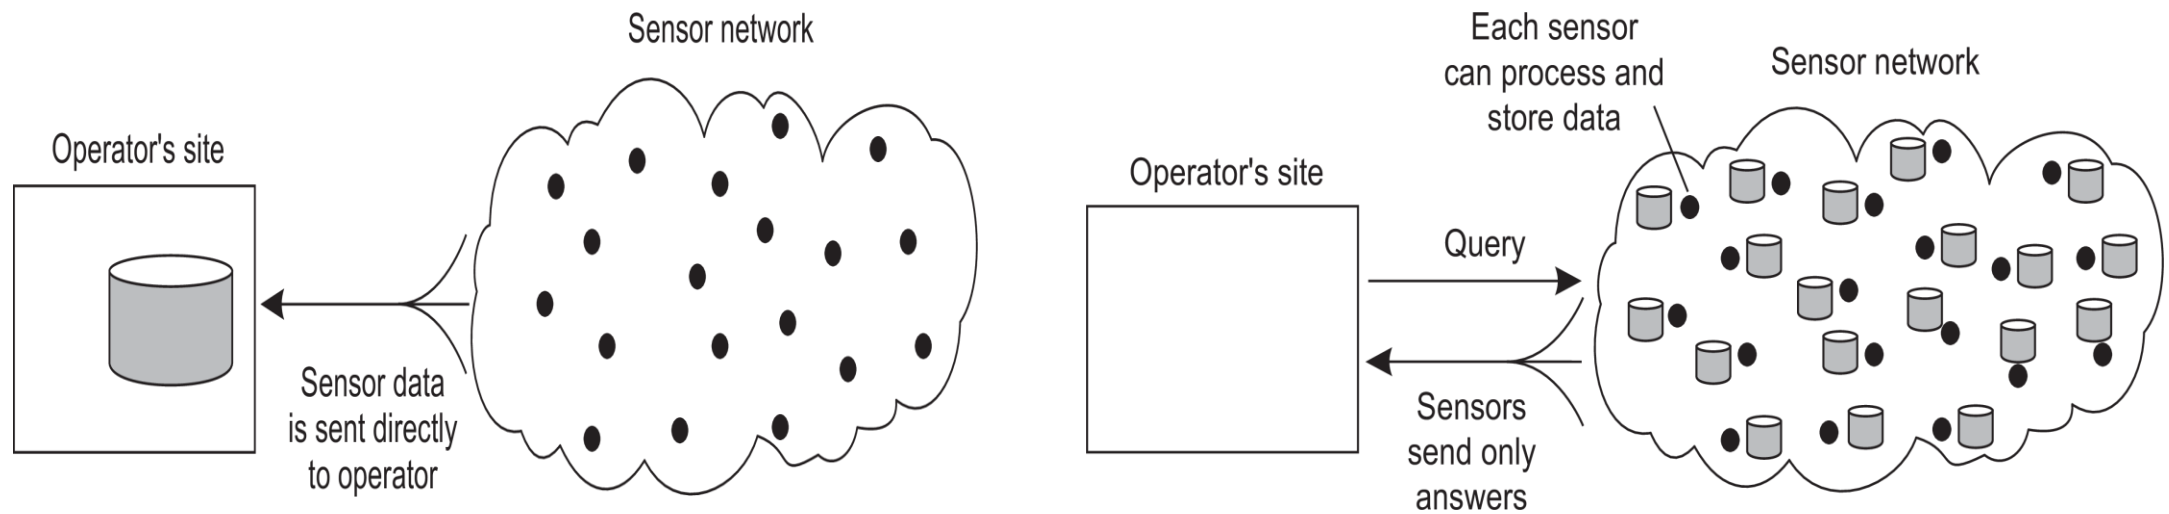 Sensor network
Operator's site
Sensor data
is sent directly
to operator
Each sensor
can process and
store data
Sensor network
Operator's site
Query
Sensors
send only
answers